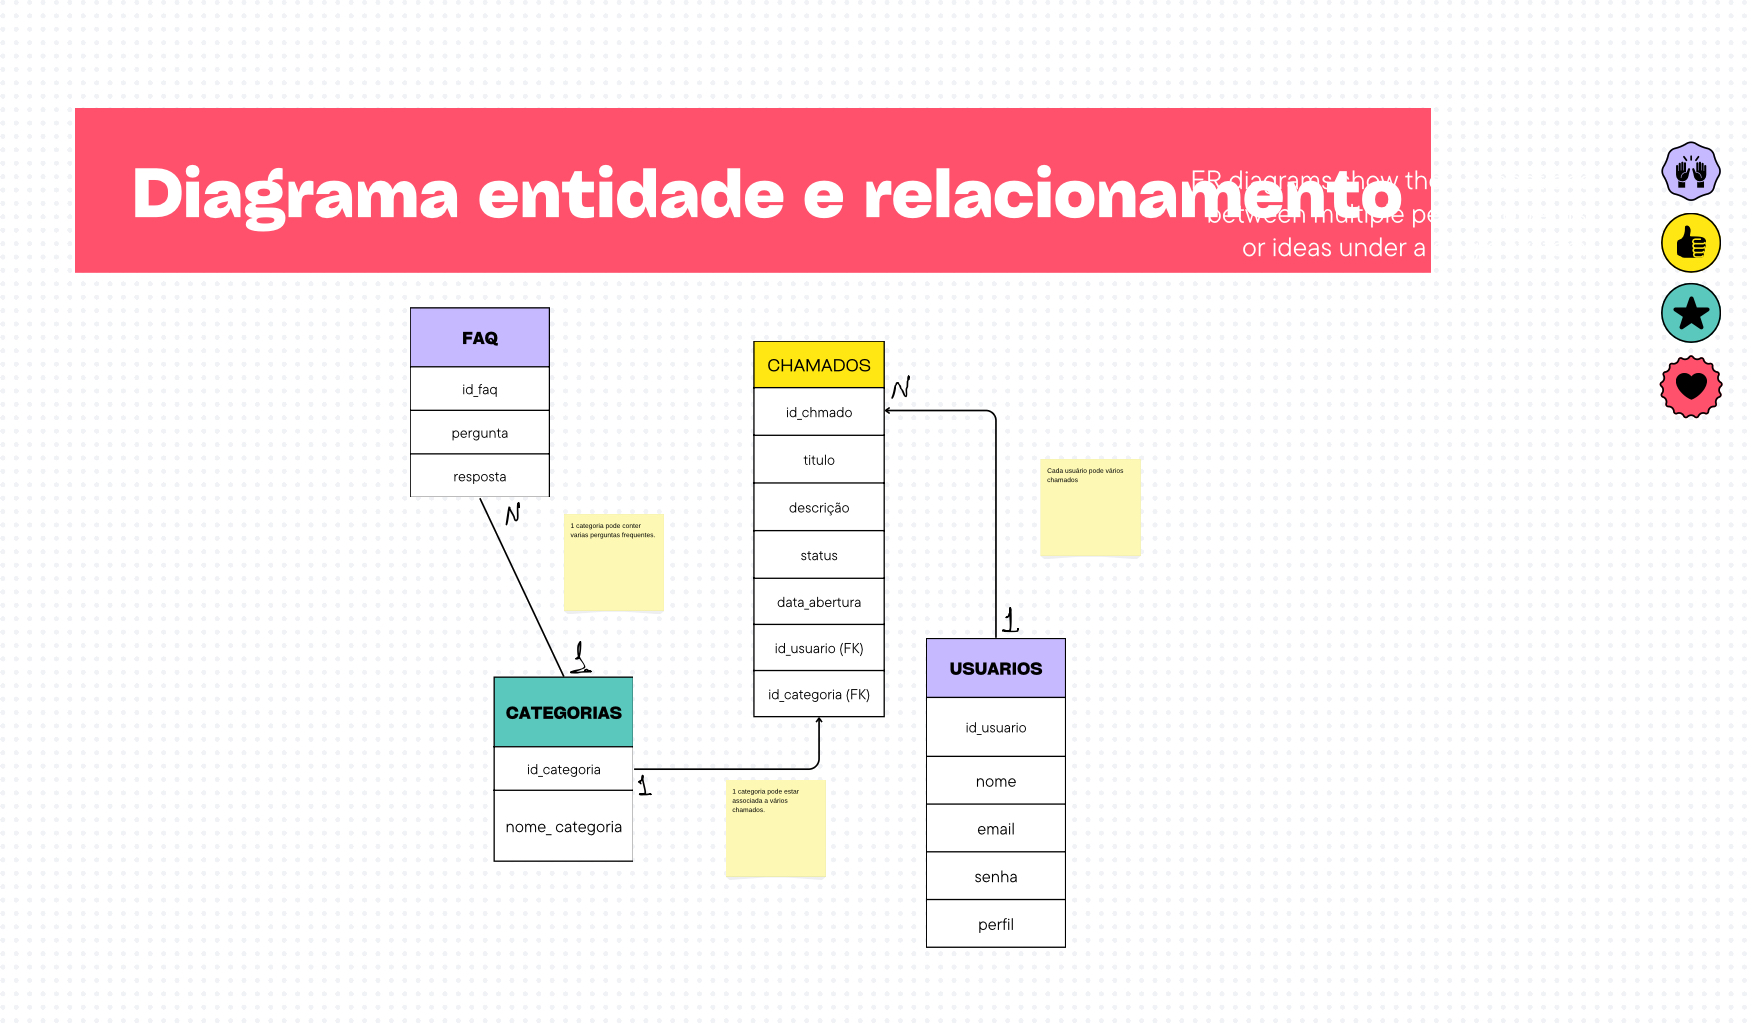 Diagrama entidade e relacionamento
ER diagrams show the
between multiple pe
or ideas under a
FAQ
id_faq
pergunta
resposta
N
1 categoria pode conter
varias perguntas frequentes.
1
CATEGORIAS
id_categoria
nome_ categoria
1
1 categoria pode estar
associada a vários
chamados.
CHAMADOS
id_chmado
titulo
descrição
status
data_abertura
id_usuario (FK)
id_categoria (FK)
N
Cada usuário pode vários
chamados
1
USUARIOS
id_usuario
nome
email
senha
perfil